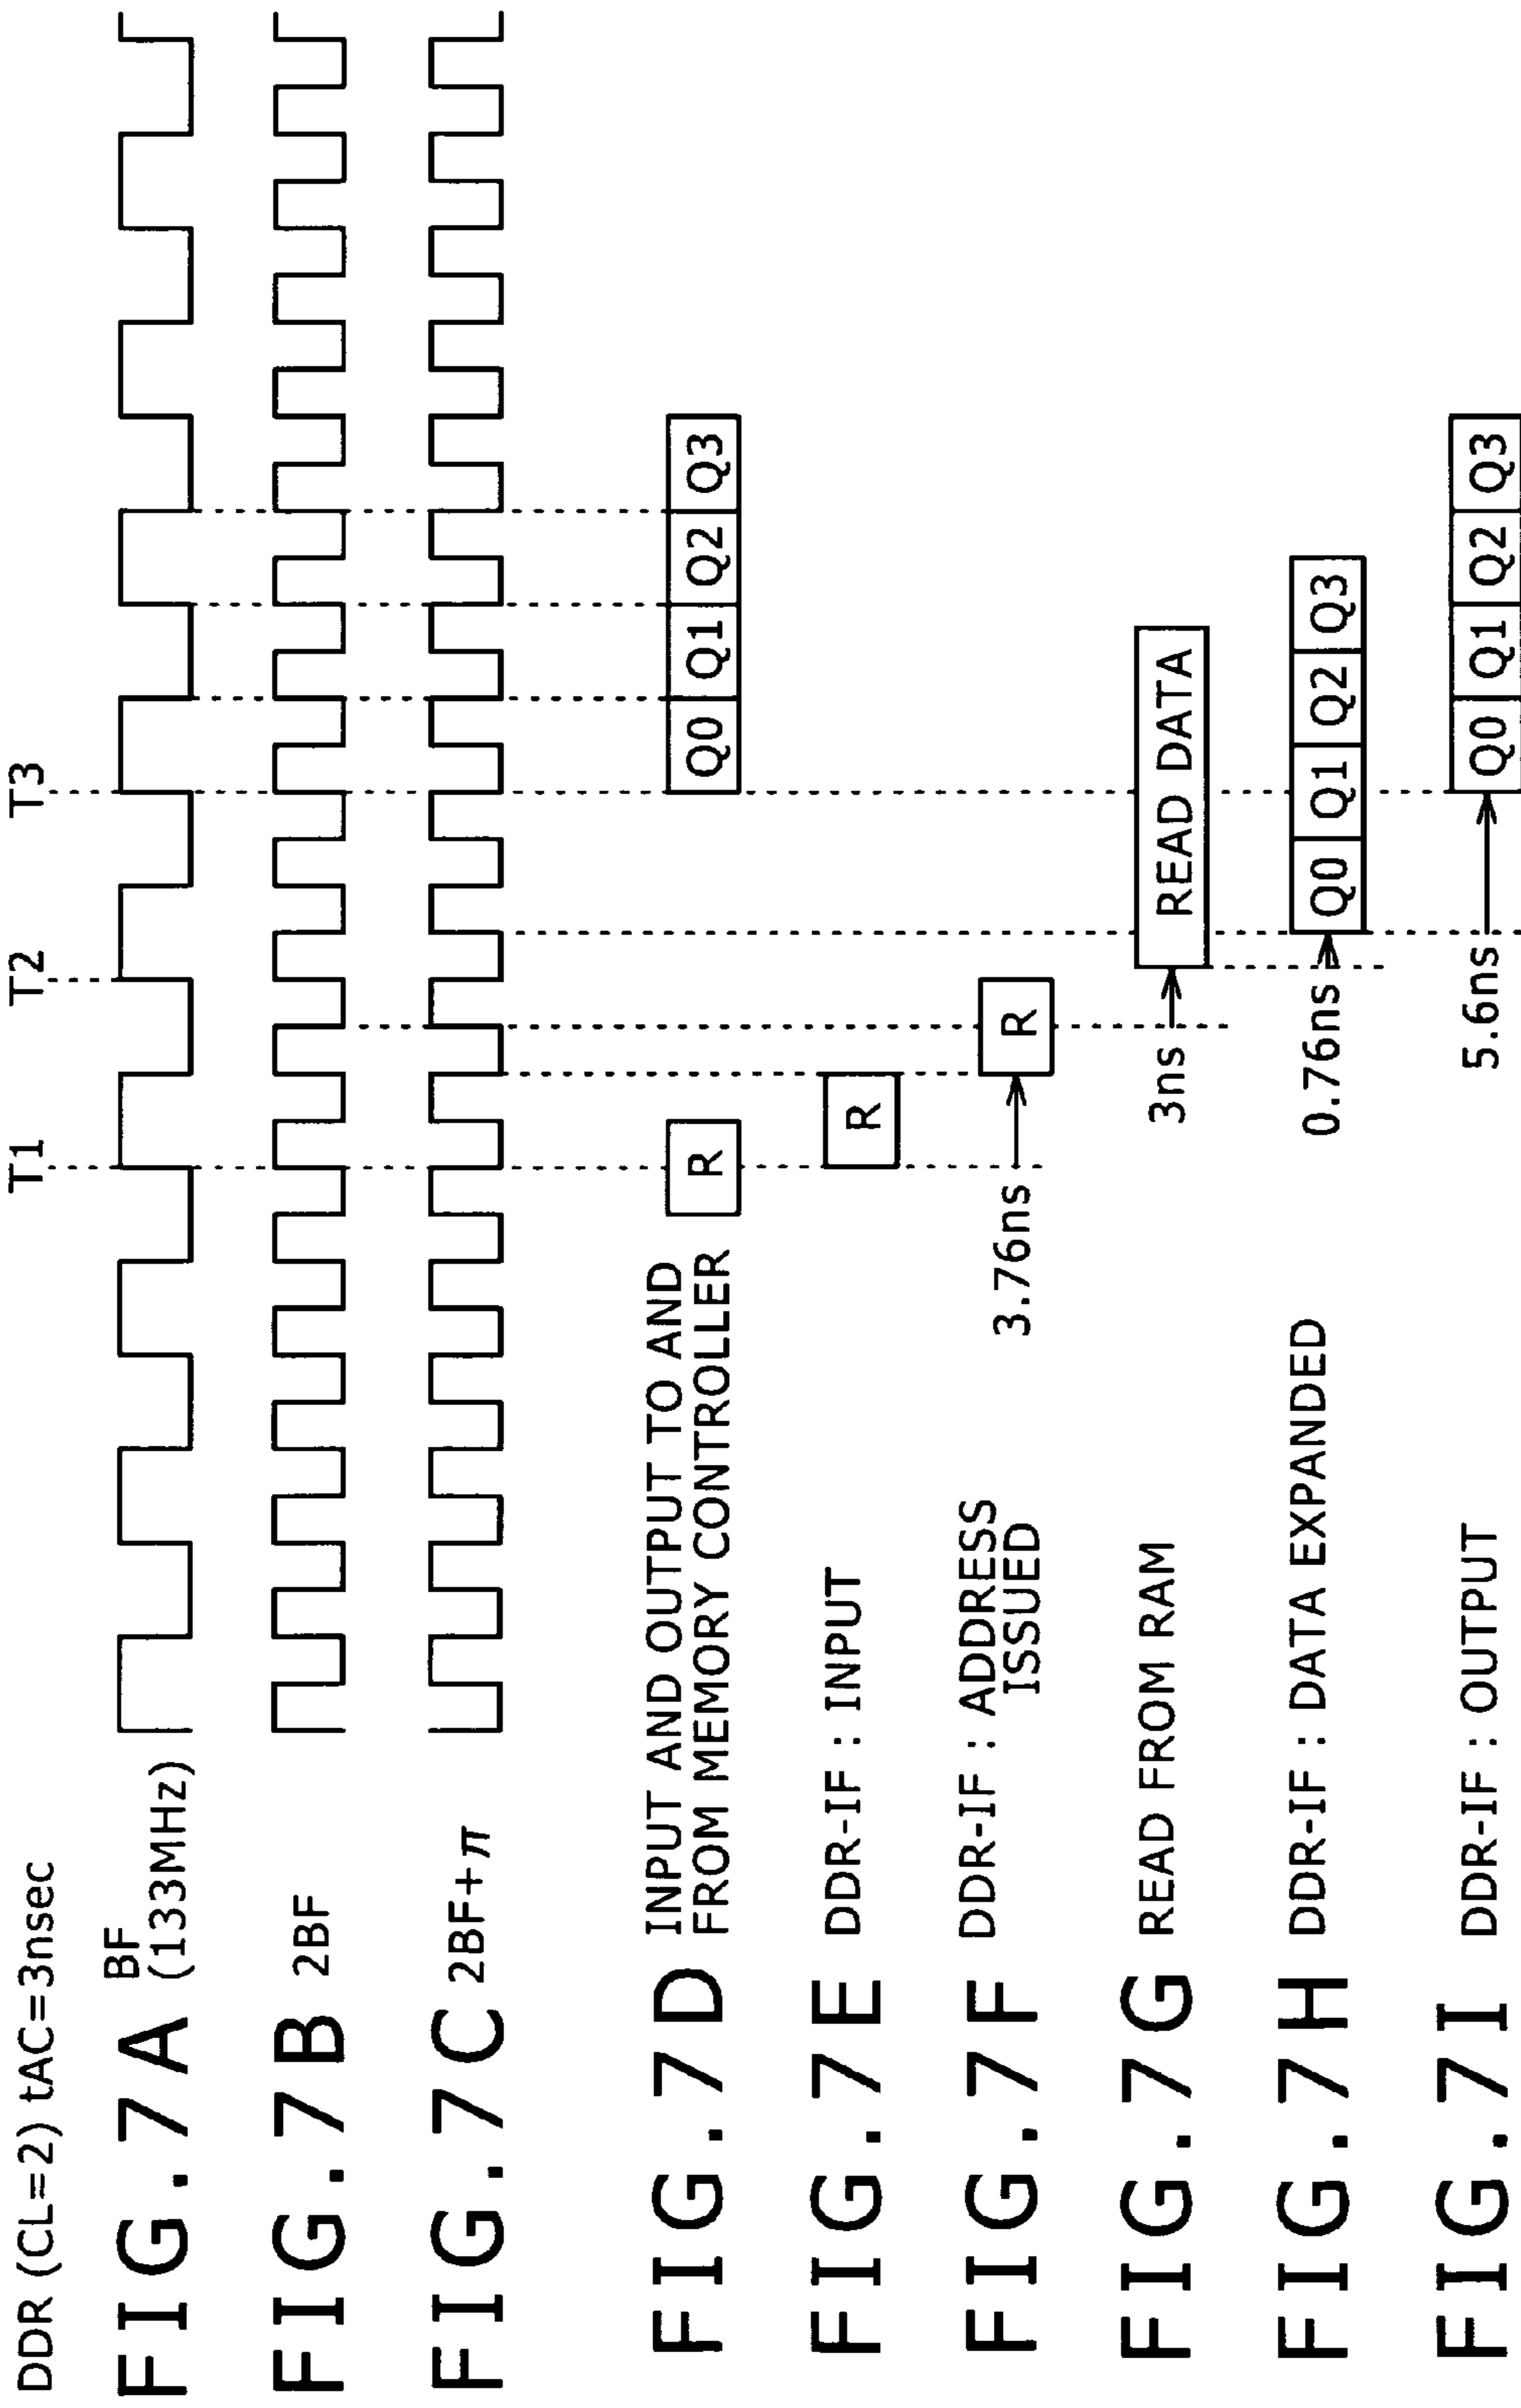 DDR (CL=2) tAC=3nsec
T1
T2
T3
FIG.7A
BF
(133MHz)
FIG.7B
2BF
FIG.7C
2BF+π
FIG.7D
INPUT AND OUTPUT TO AND
FROM MEMORY CONTROLLER
R
Q0
Q1
Q2
Q3
FIG.7E
DDR-IF : INPUT
R
FIG.7F
DDR-IF : ADDRESS
ISSUED
3.76ns
R
FIG.7G
READ FROM RAM
3ns
READ DATA
FIG.7H
DDR-IF : DATA EXPANDED
0.76ns
Q0
Q1
Q2
Q3
FIG.7I
DDR-IF : OUTPUT
5.6ns
Q0
Q1
Q2
Q3